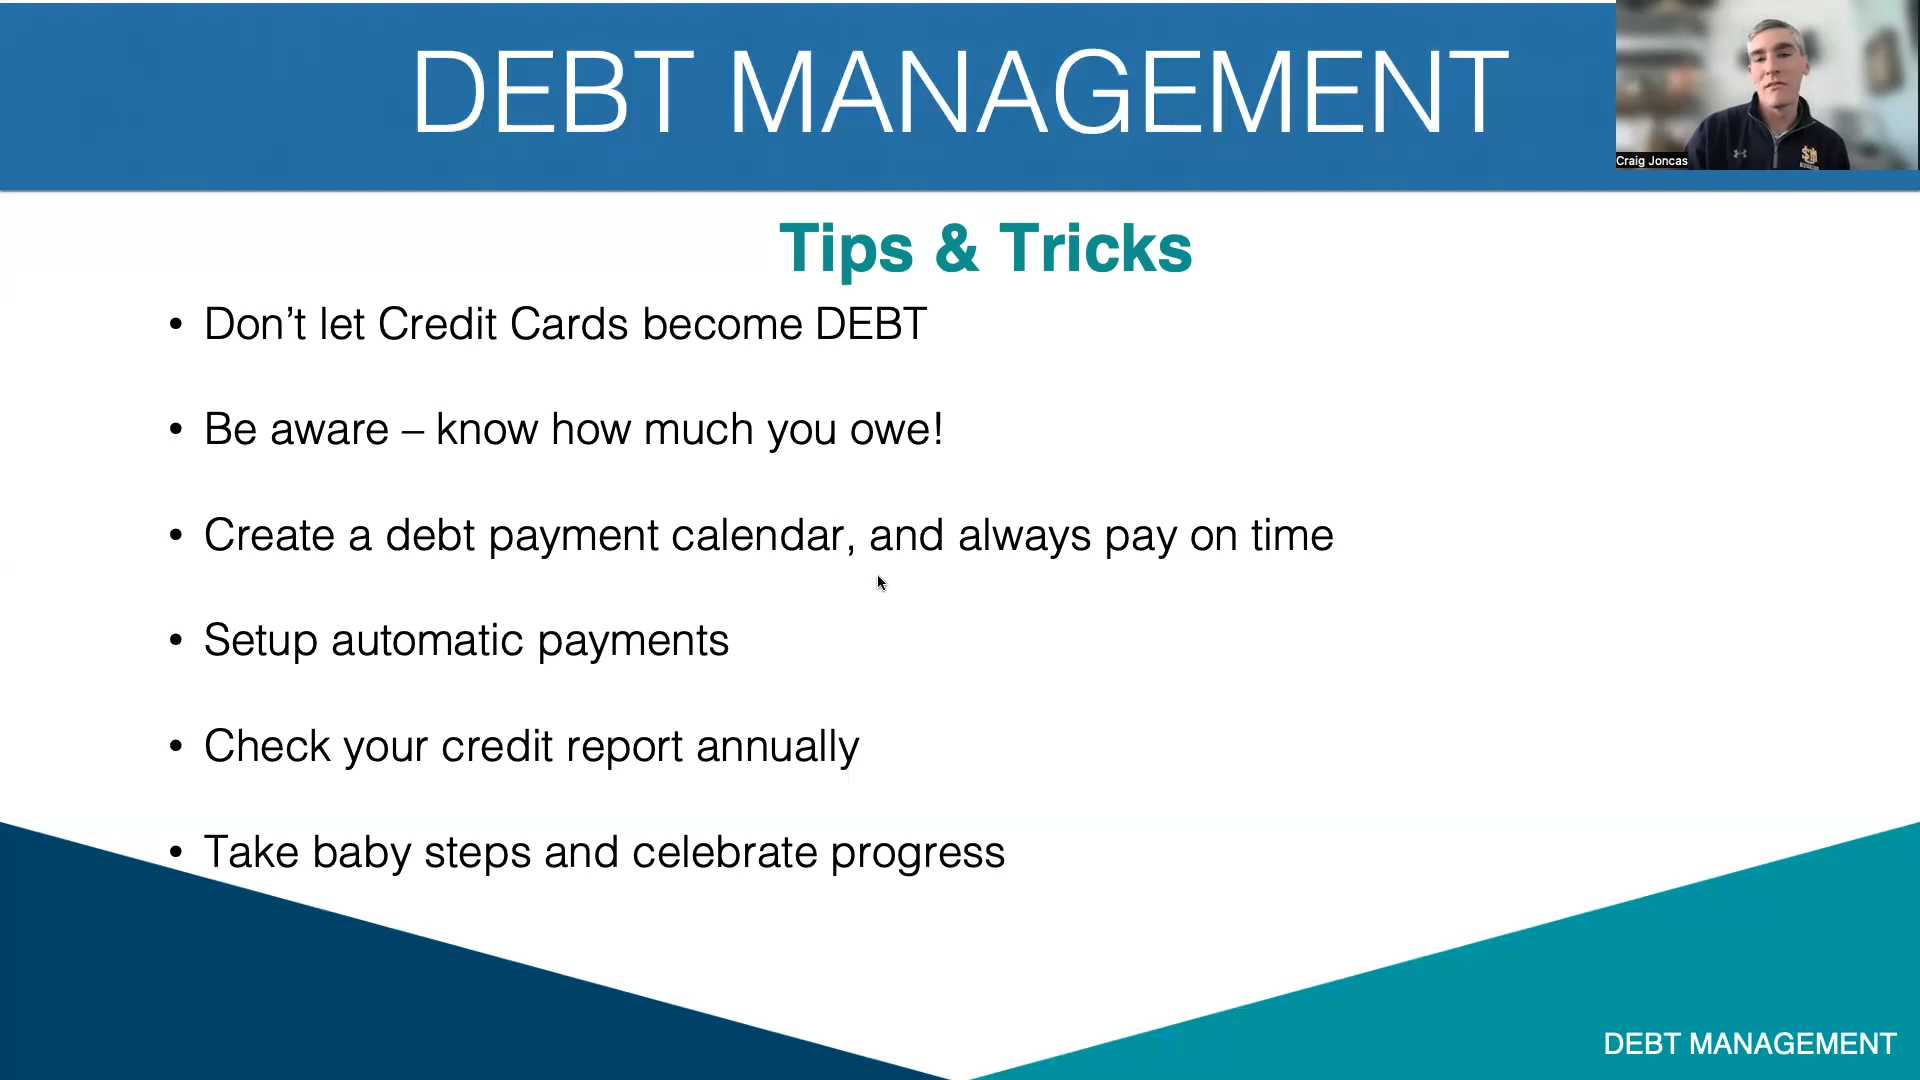 DEBT MANAGEMENT
Craig Joncas
Tips & Tricks
• Don’t let Credit Cards become DEBT
• Be aware – know how much you owe!
• Create a debt payment calendar, and always pay on time
• Setup automatic payments
• Check your credit report annually
• Take baby steps and celebrate progress
DEBT MANAGEMENT